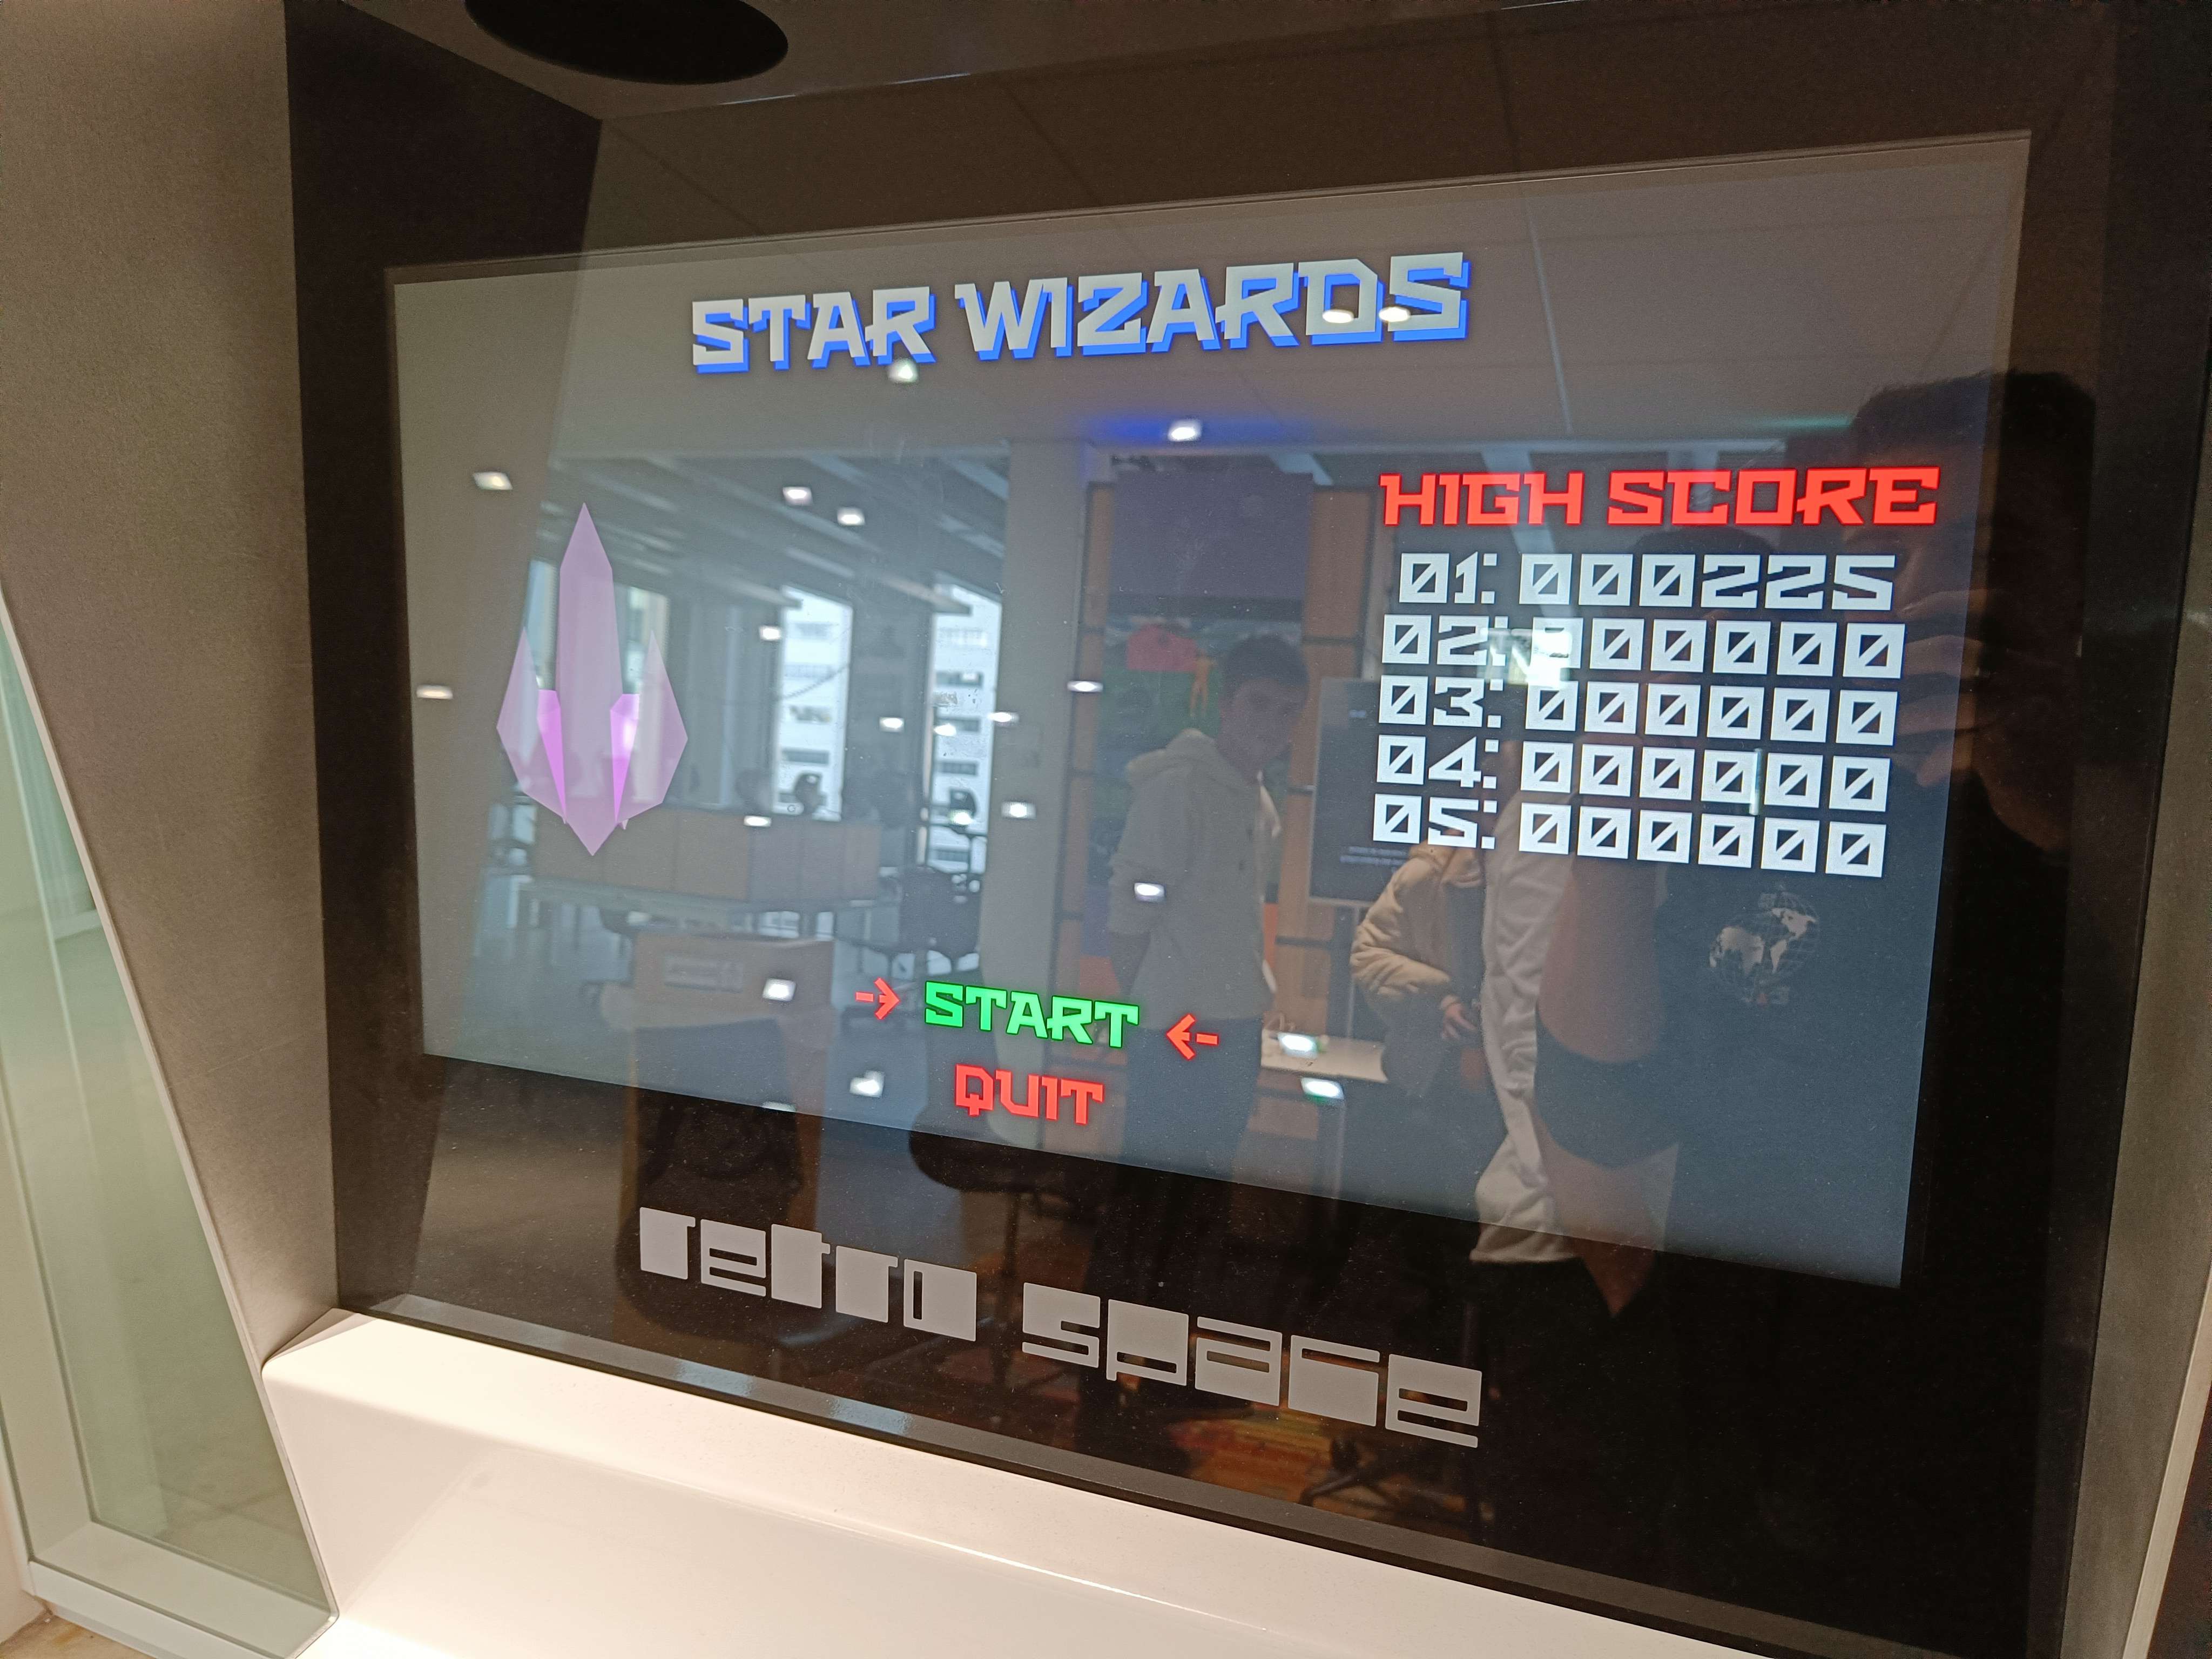 STAR WIZARDS
HIGH SCORE
01: 000225
02: 000000
03: 000000
04: 000000
05: 000000
→ START ←
QUIT
retro space